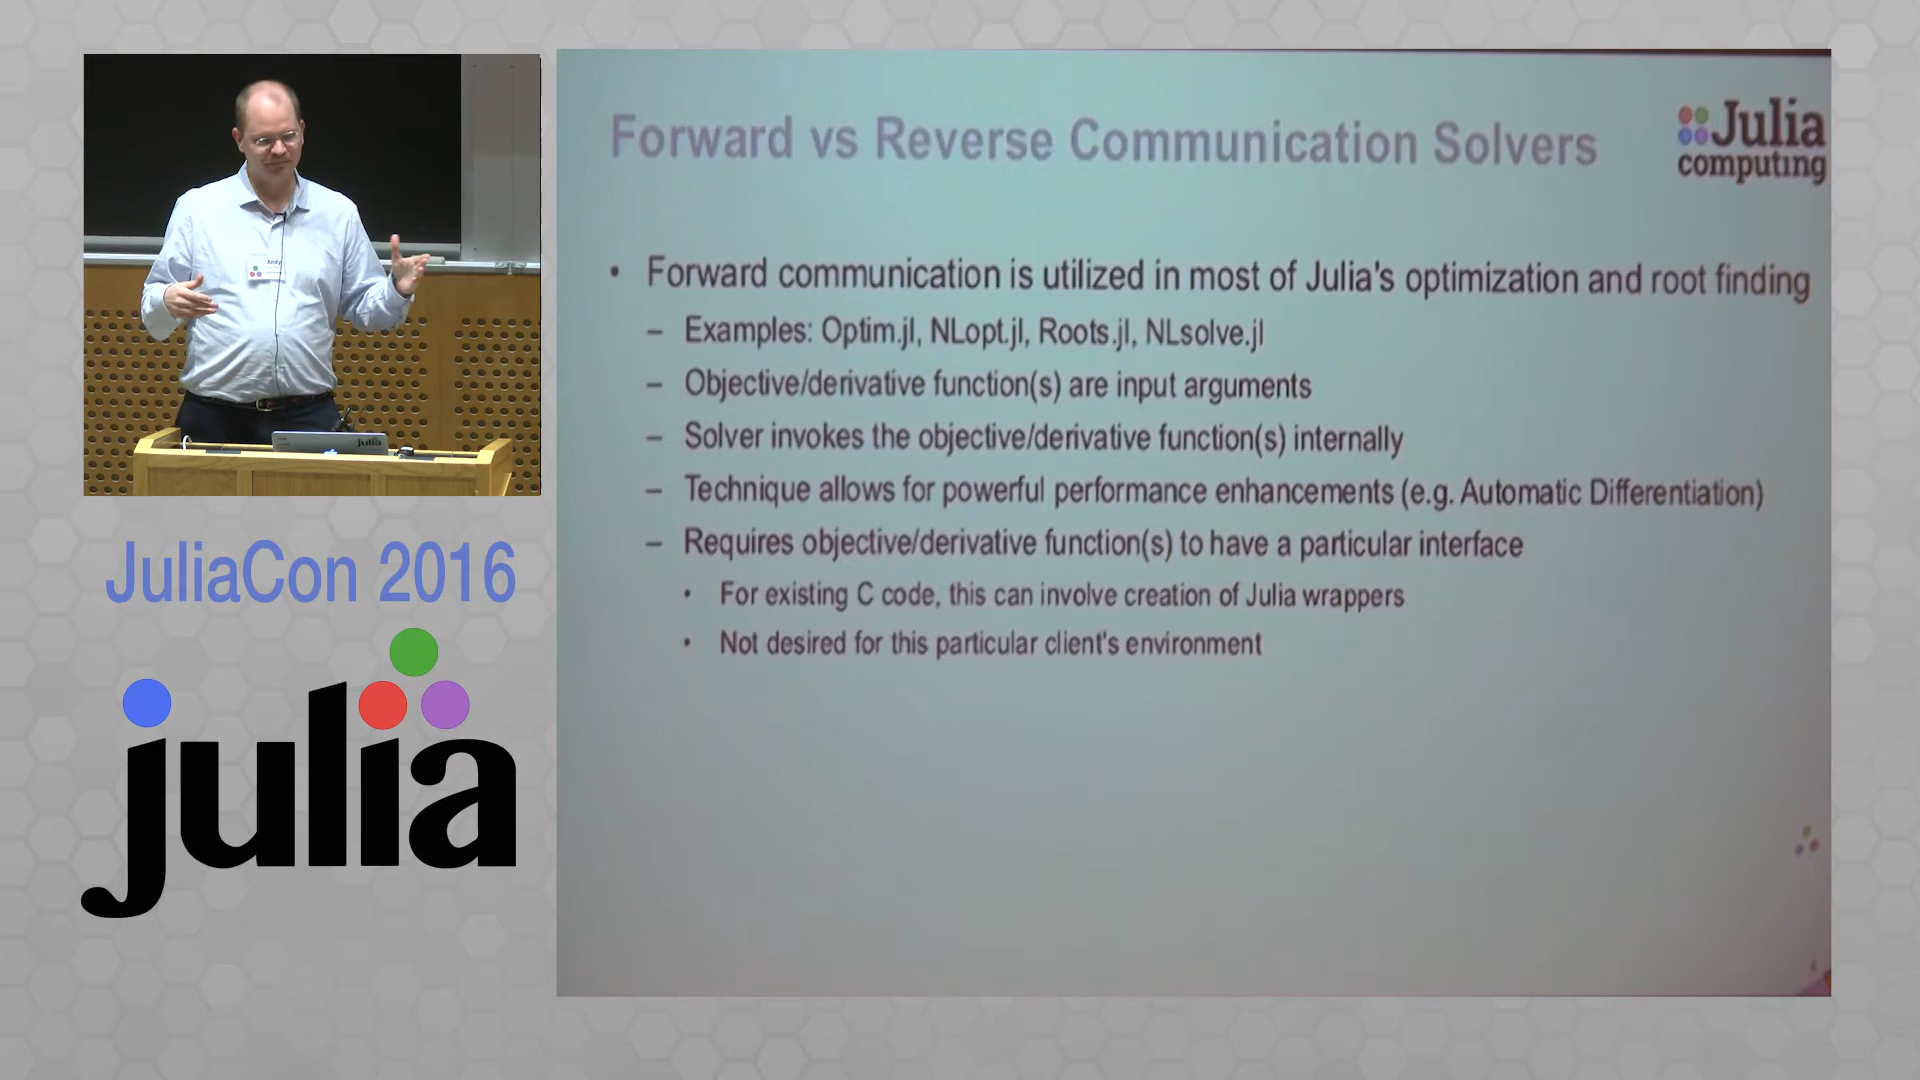 Forward vs Reverse Communication Solvers
Julia
computing
• Forward communication is utilized in most of Julia's optimization and root finding
– Examples: Optim.jl, NLopt.jl, Roots.jl, NLsolve.jl
– Objective/derivative function(s) are input arguments
– Solver invokes the objective/derivative function(s) internally
– Technique allows for powerful performance enhancements (e.g. Automatic Differentiation)
– Requires objective/derivative function(s) to have a particular interface
• For existing C code, this can involve creation of Julia wrappers
• Not desired for this particular client's environment
Andy
julia
JuliaCon 2016
julia